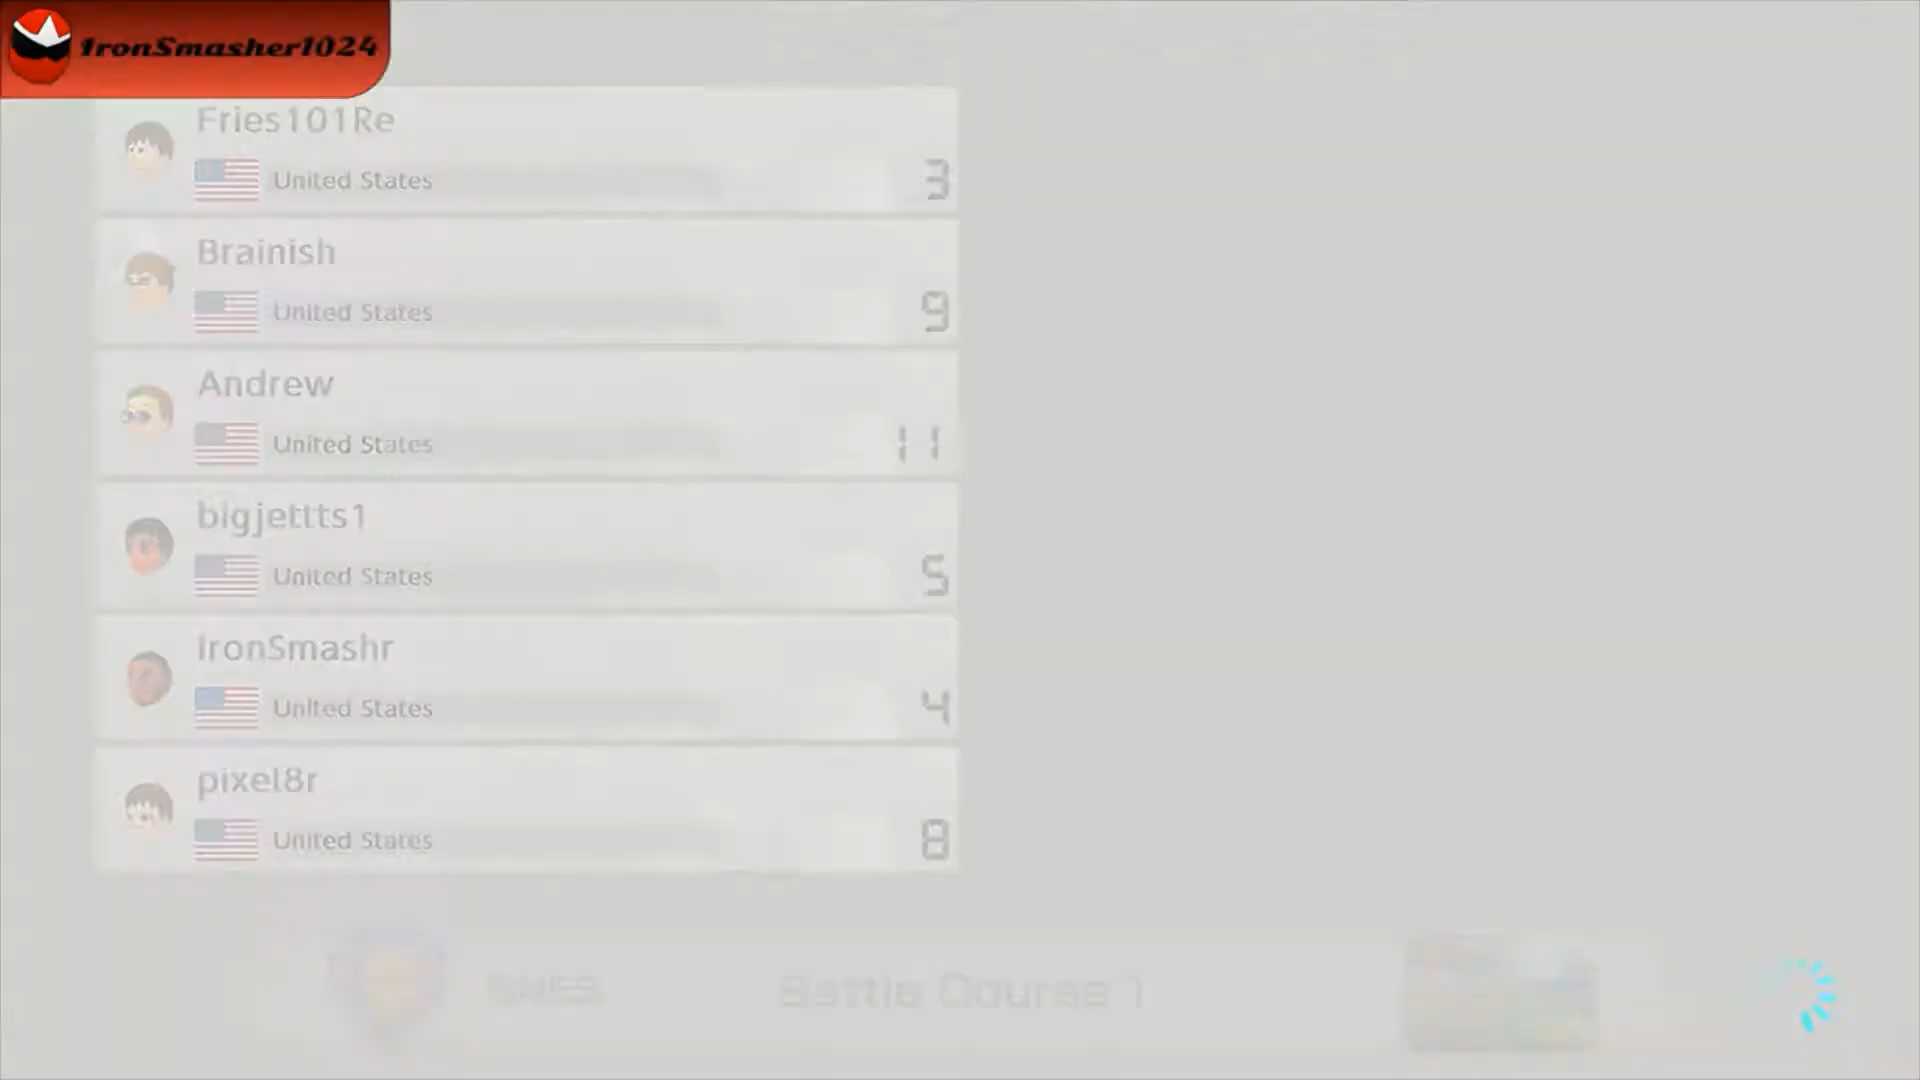 1ronSmasher1024
Fries101Re
United States
3
Brainish
United States
9
Andrew
United States
11
bigjettts1
United States
5
IronSmashr
United States
4
pixel8r
United States
8
SNES
Battle Course 1